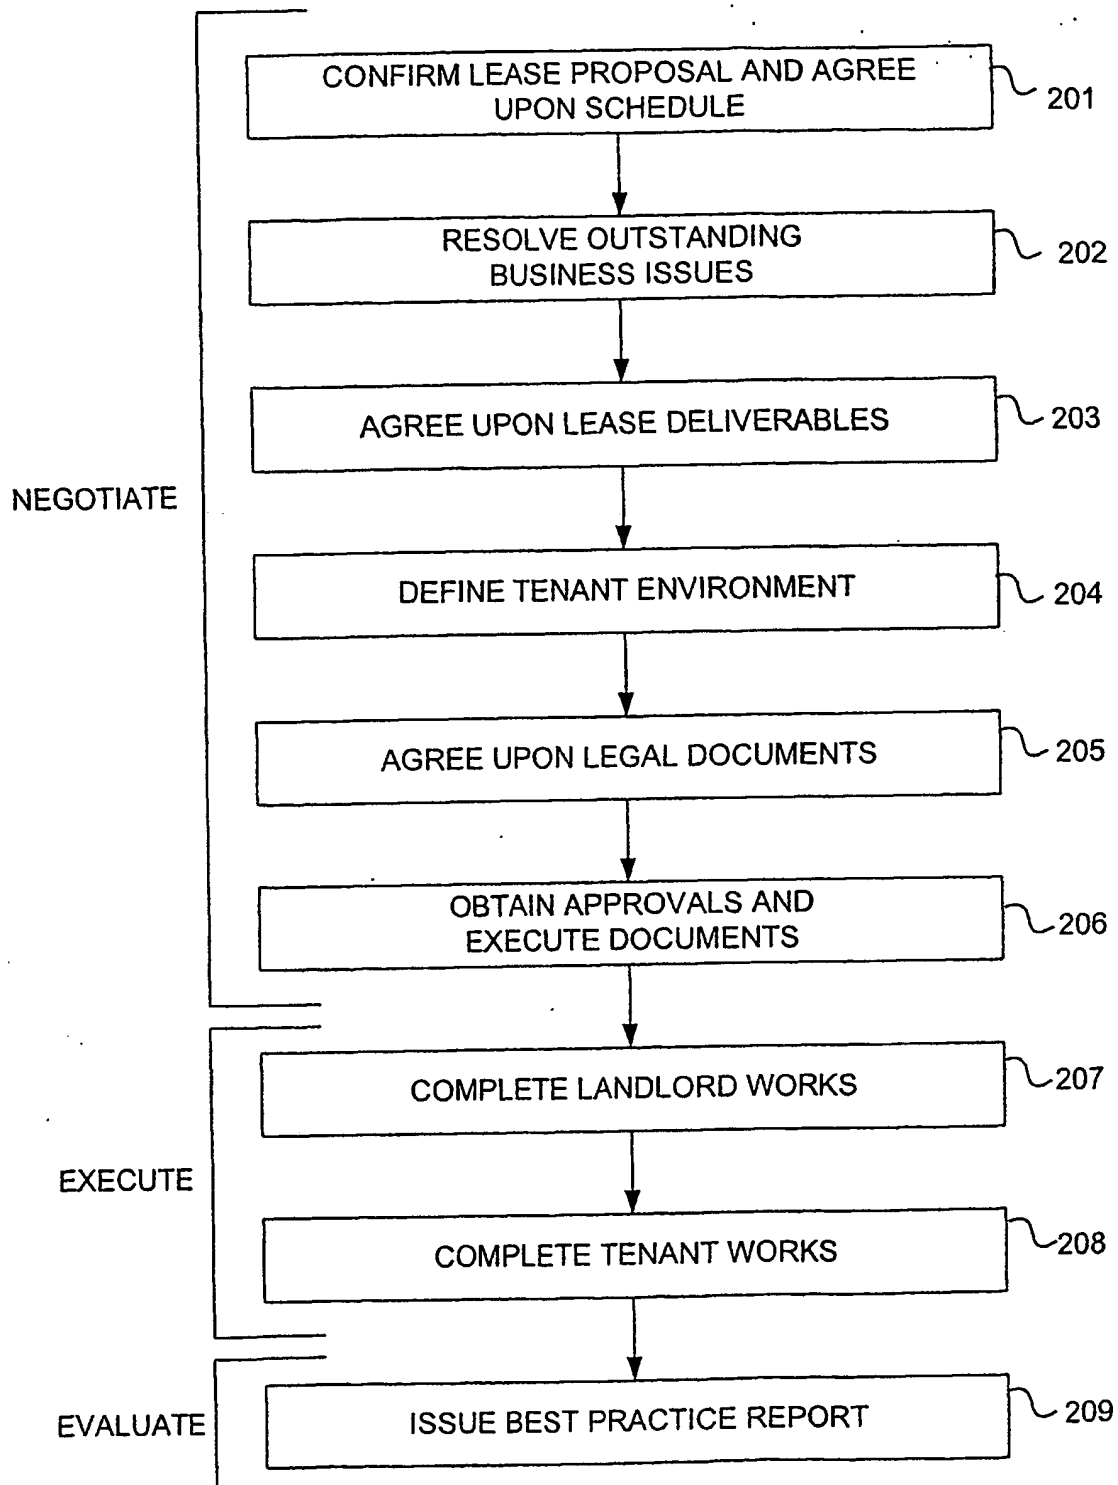 CONFIRM LEASE PROPOSAL AND AGREE
UPON SCHEDULE
201
RESOLVE OUTSTANDING
BUSINESS ISSUES
202
AGREE UPON LEASE DELIVERABLES
203
NEGOTIATE
DEFINE TENANT ENVIRONMENT
204
AGREE UPON LEGAL DOCUMENTS
205
OBTAIN APPROVALS AND
EXECUTE DOCUMENTS
206
COMPLETE LANDLORD WORKS
207
EXECUTE
COMPLETE TENANT WORKS
208
EVALUATE
ISSUE BEST PRACTICE REPORT
209